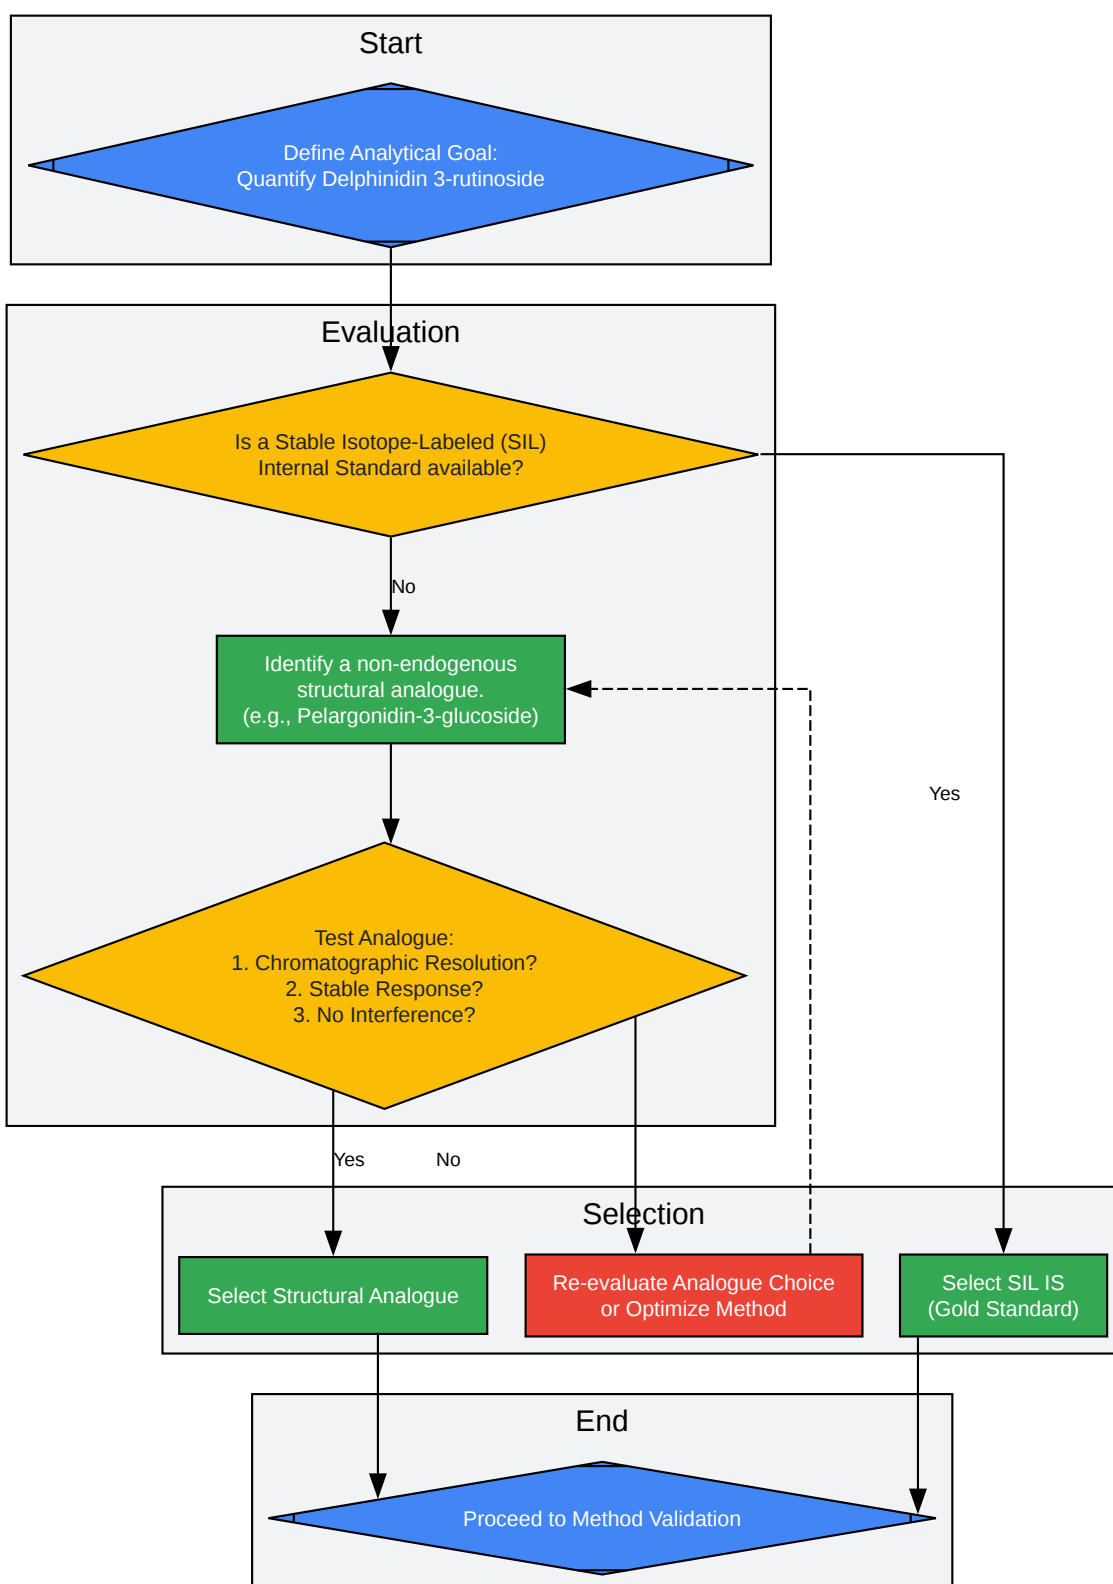 Start
Define Analytical Goal:
Quantify Delphinidin 3-rutinoside
Evaluation
Is a Stable Isotope-Labeled (SIL)
Internal Standard available?
No
Identify a non-endogenous
structural analogue.
(e.g., Pelargonidin-3-glucoside)
Yes
Test Analogue:
1. Chromatographic Resolution?
2. Stable Response?
3. No Interference?
Yes
No
Selection
Select Structural Analogue
Re-evaluate Analogue Choice
or Optimize Method
Select SIL IS
(Gold Standard)
End
Proceed to Method Validation